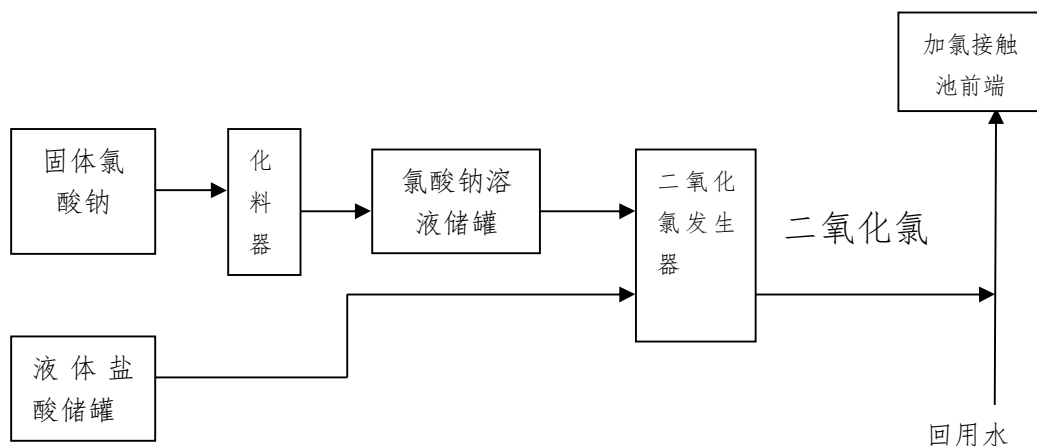 加氯接触
池前端
固体氯
酸钠
化
料
器
氯酸钠溶
液储罐
二氧化
氯发生
器
二氧化氯
液体盐
酸储罐
回用水